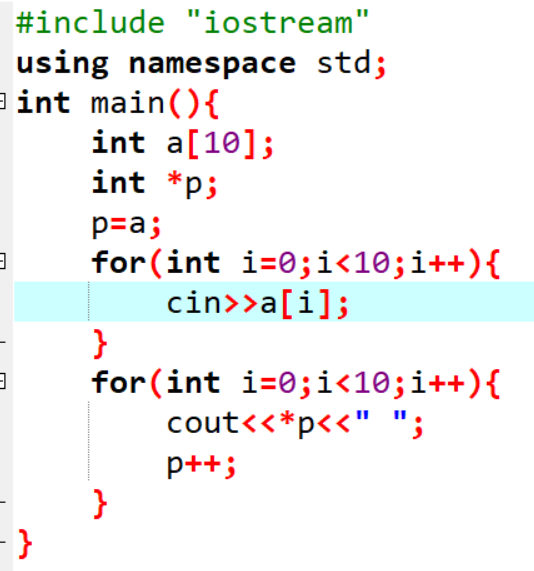 #include "iostream"
using namespace std;
int main(){
    int a[10];
    int *p;
    p=a;
    for(int i=0;i<10;i++){
        cin>>a[i];
    }
    for(int i=0;i<10;i++){
        cout<<*p<<" ";
        p++;
    }
}